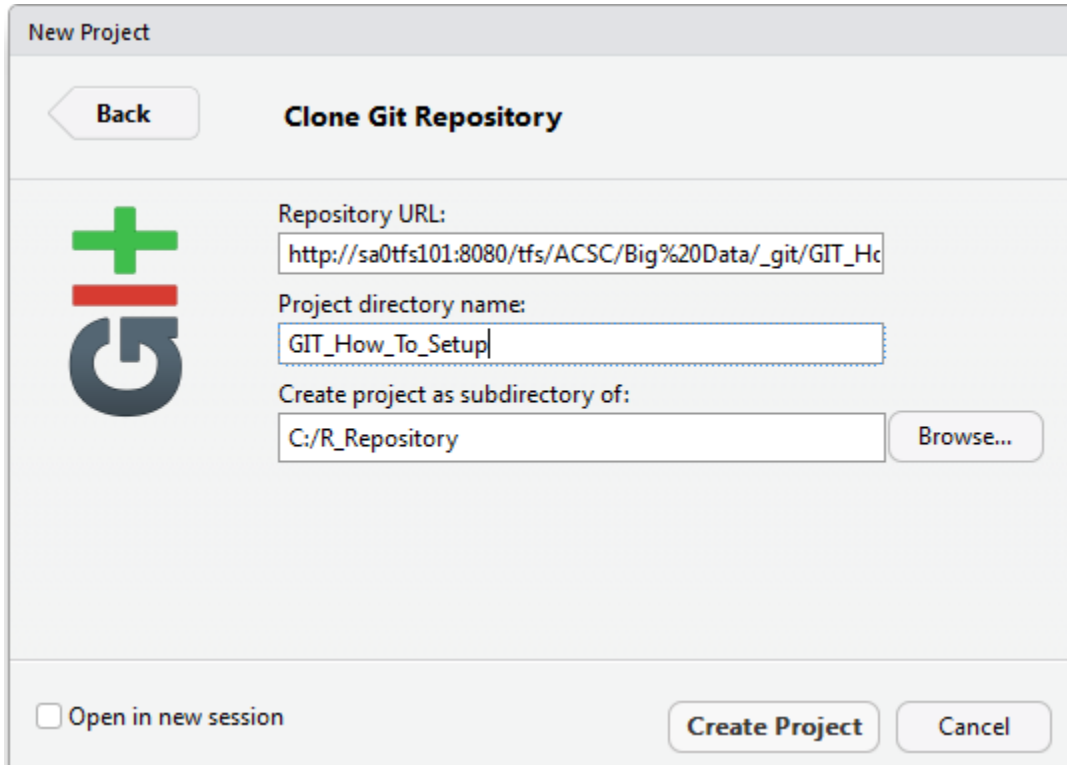 New Project
Back
Clone Git Repository
GIT
Repository URL:
http://sa0tfs101:8080/tfs/ACSC/Big%20Data/_git/GIT_Ho
Project directory name:
GIT_How_To_Setup
Create project as subdirectory of:
C:/R_Repository
Browse...
Open in new session
Create Project
Cancel